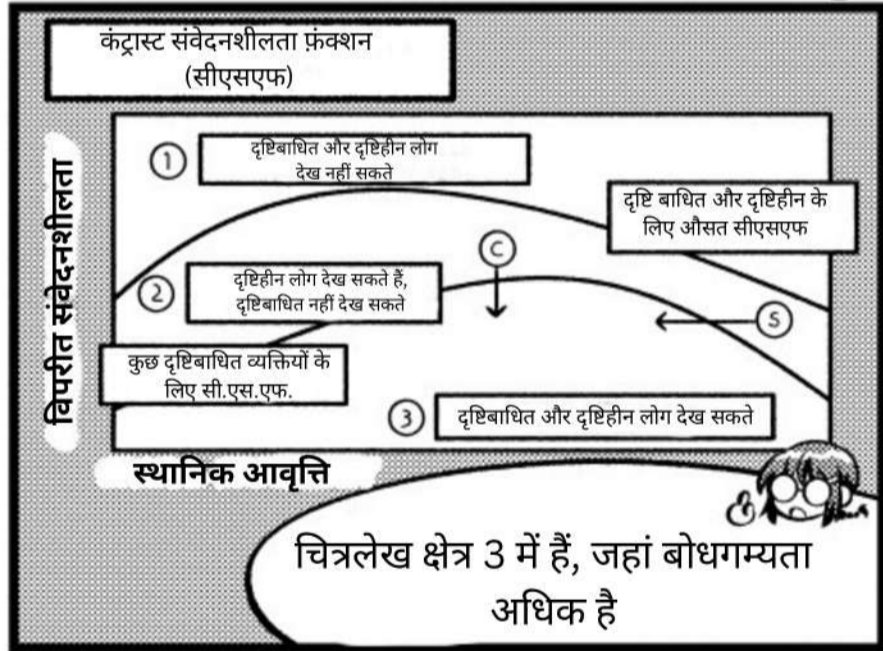 कंट्रास्ट संवेदनशीलता फ़ंक्शन
(सीएसएफ)
विपरीत संवेदनशीलता
1
दृष्टिबाधित और दृष्टिहीन लोग
देख नहीं सकते
दृष्टि बाधित और दृष्टिहीन के
लिए औसत सीएसएफ
C
2
दृष्टिहीन लोग देख सकते हैं,
दृष्टिबाधित नहीं देख सकते
S
कुछ दृष्टिबाधित व्यक्तियों के
लिए सी.एस.एफ.
3
दृष्टिबाधित और दृष्टिहीन लोग देख सकते
स्थानिक आवृत्ति
चित्रलेख क्षेत्र 3 में हैं, जहां बोधगम्यता
अधिक है